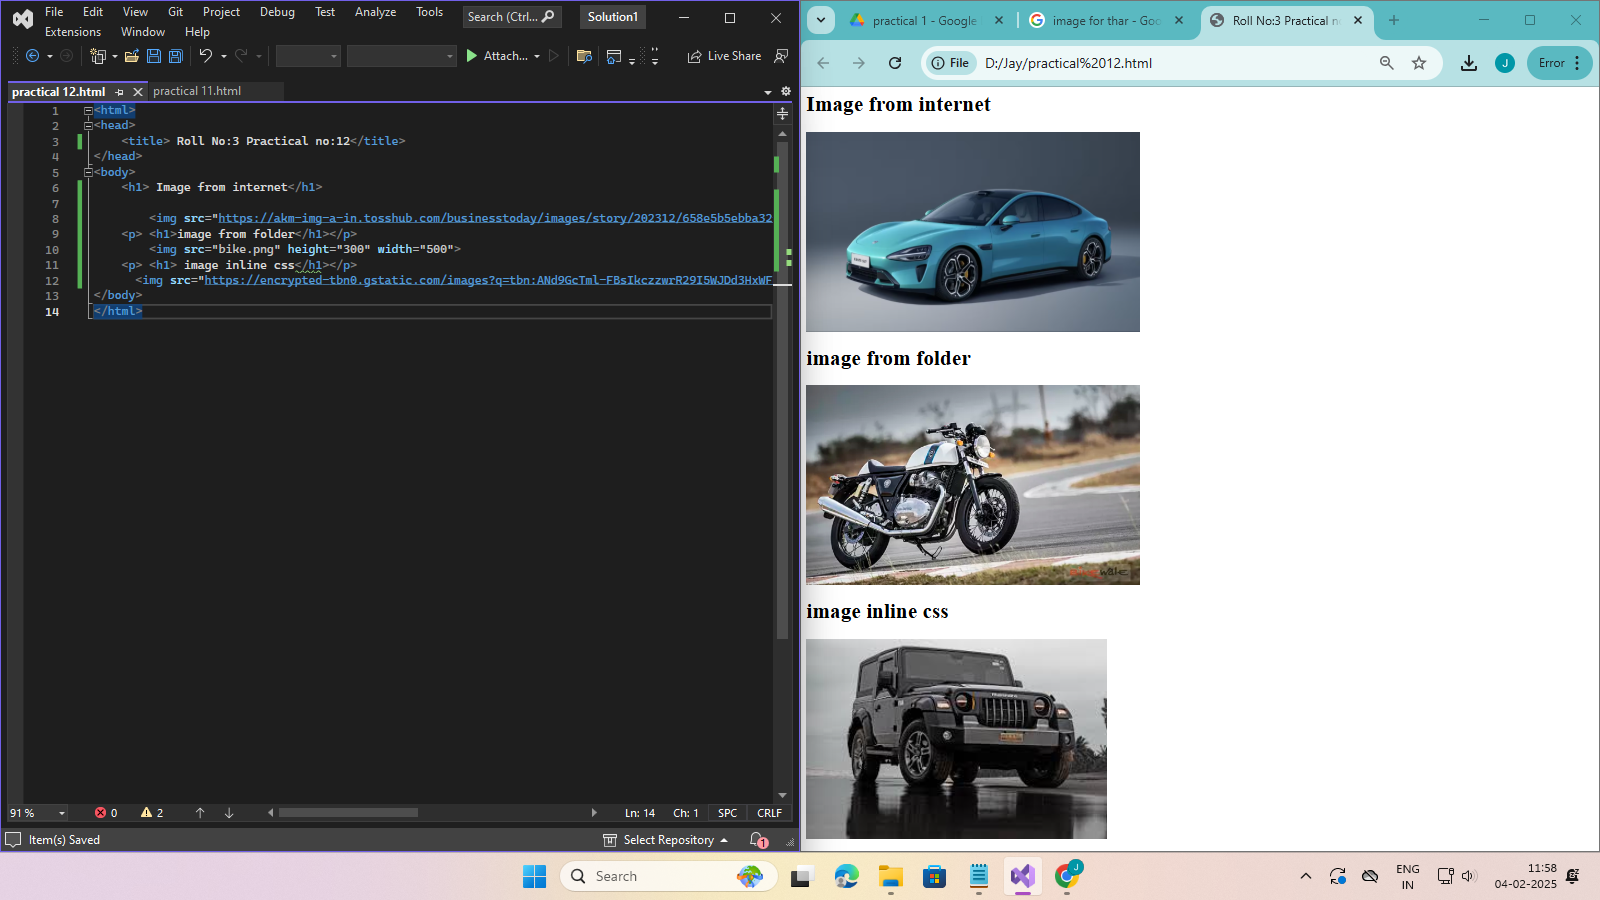 File Edit View Git Project Debug Test Analyze Tools Search (Ctrl... Solution1
Extensions Window Help
Attach... Live Share
practical 12.html practical 11.html
1 <html>
2 <head>
3 <title> Roll No:3 Practical no:12</title>
4 </head>
5 <body>
6 <h1> Image from internet</h1>
7
8 <img src="https://akm-img-a-in.tosshub.com/businesstoday/images/story/202312/658e5b5ebba32
9 <p> <h1>image from folder</h1></p>
10 <img src="bike.png" height="300" width="500">
11 <p> <h1> image inline css</h1></p>
12 <img src="https://encrypted-tbn0.gstatic.com/images?q=tbn:ANd9GcTml-FBsIkczzwrR29I5WJDd3HxWF
13 </body>
14 </html>
91 % 0 2 Ln: 14 Ch: 1 SPC CRLF
Item(s) Saved Select Repository 1
practical 1 - Google image for thar - Goo Roll No:3 Practical n
File D:/Jay/practical%2012.html J Error
Image from internet
image from folder
image inline css
Search J ENG 11:58
IN 04-02-2025